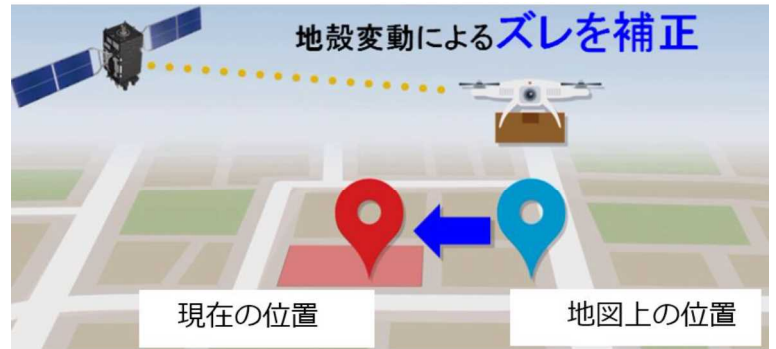 地殻変動によるズレを補正
現在の位置
地図上の位置